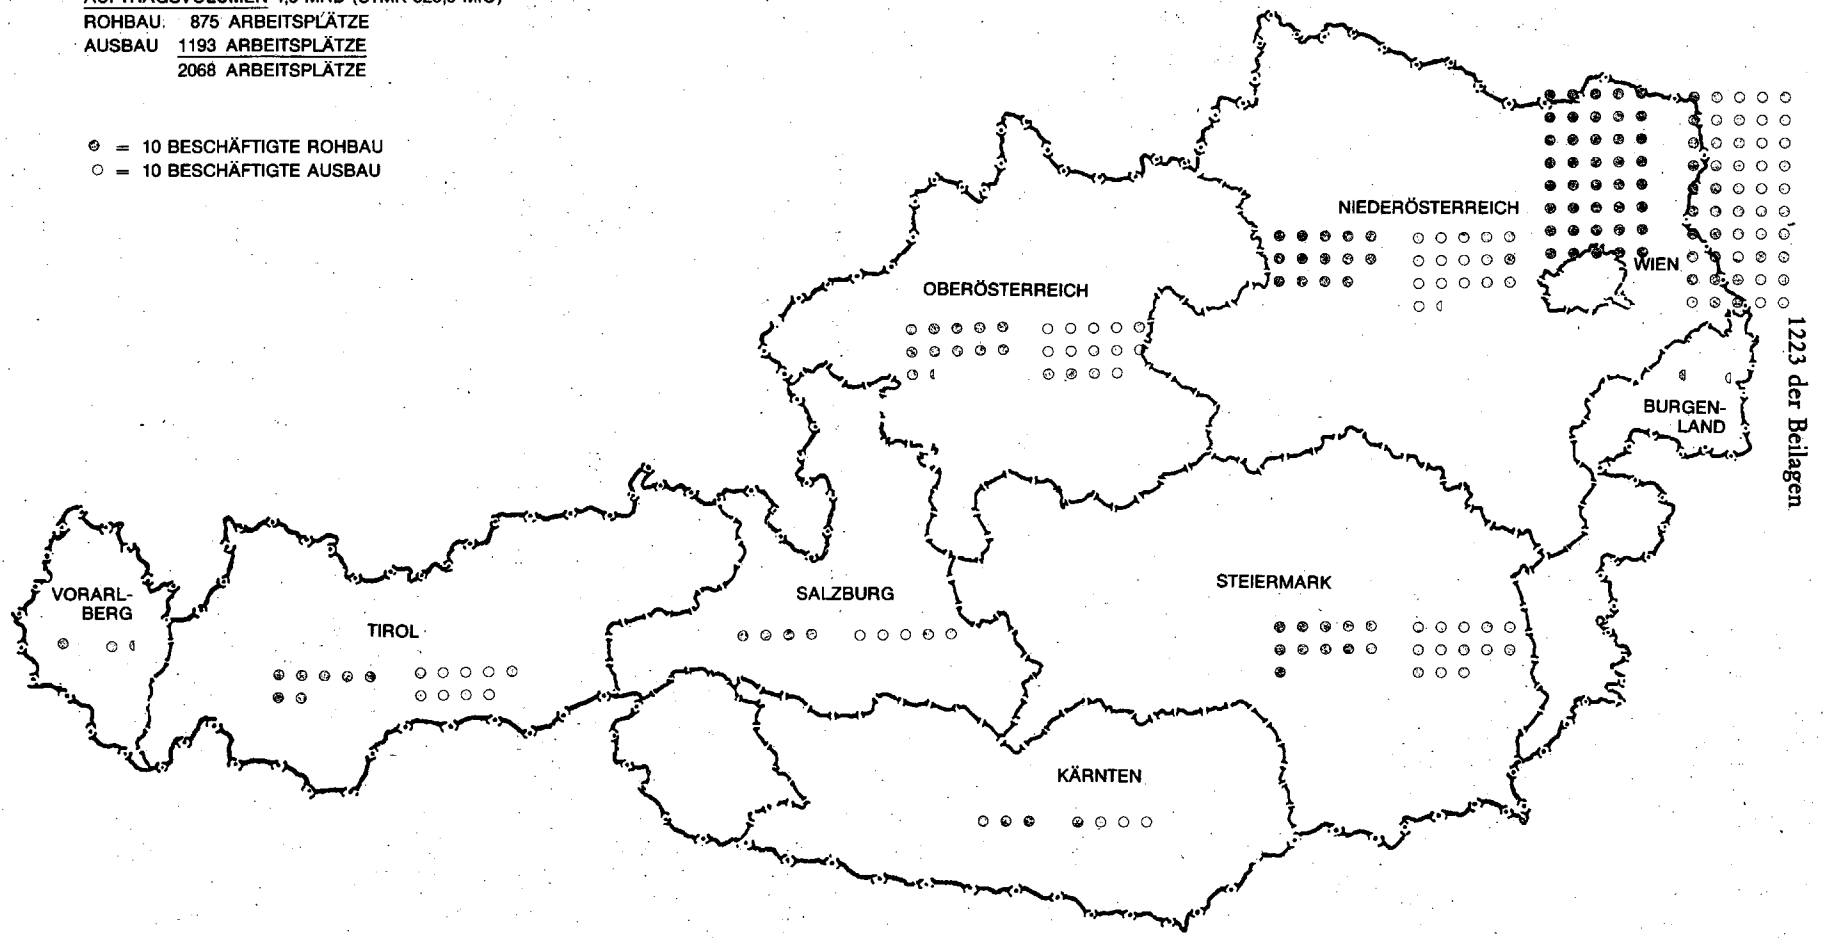 ROHBAU: 875 ARBEITSPLÄTZE
AUSBAU 1193 ARBEITSPLÄTZE
2068 ARBEITSPLÄTZE
= 10 BESCHÄFTIGTE ROHBAU
= 10 BESCHÄFTIGTE AUSBAU
NIEDERÖSTERREICH
WIEN
OBERÖSTERREICH
BURGEN-
LAND
STEIERMARK
SALZBURG
VORARL-
BERG
TIROL
KÄRNTEN
1223 der Beilagen